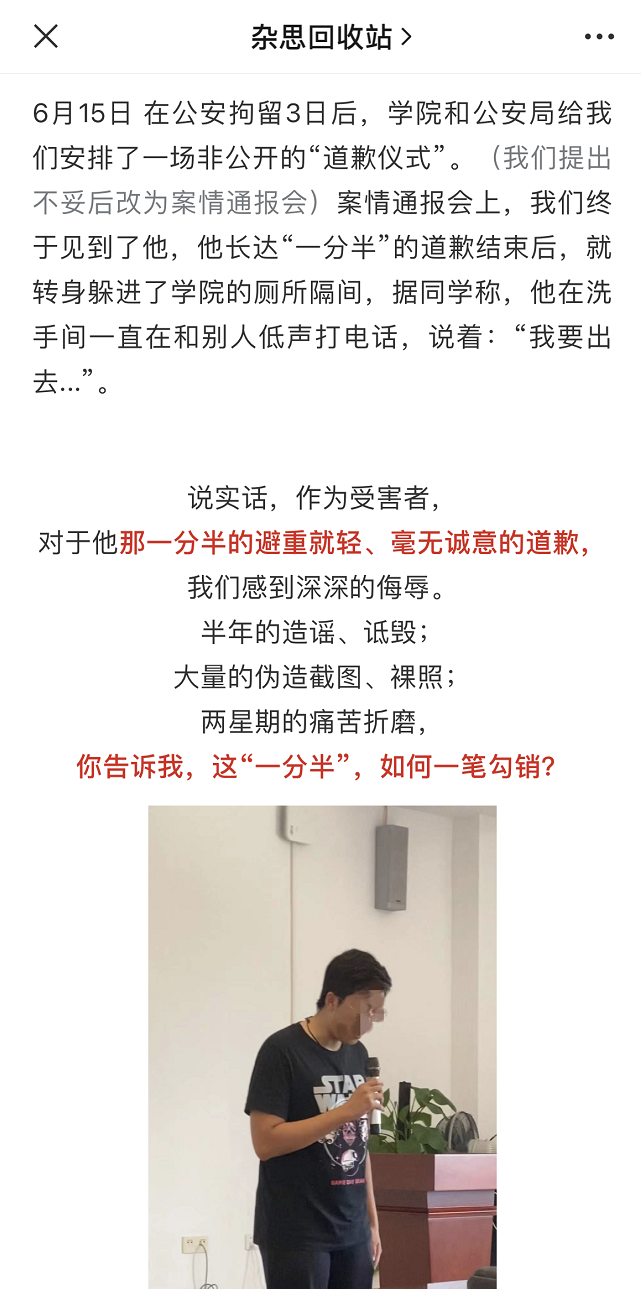 杂思回收站
6月15日 在公安拘留3日后，学院和公安局给我
们安排了一场非公开的“道歉仪式”。（我们提出
不妥后改为案情通报会）案情通报会上，我们终
于见到了他，他长达“一分半”的道歉结束后，就
转身躲进了学院的厕所隔间，据同学称，他在洗
手间一直在和别人低声打电话，说着：“我要出
去...”。
说实话，作为受害者，
对于他那一分半的避重就轻、毫无诚意的道歉，
我们感到深深的侮辱。
半年的造谣、诋毁；
大量的伪造截图、裸照；
两星期的痛苦折磨，
你告诉我，这“一分半”，如何一笔勾销？
STAR